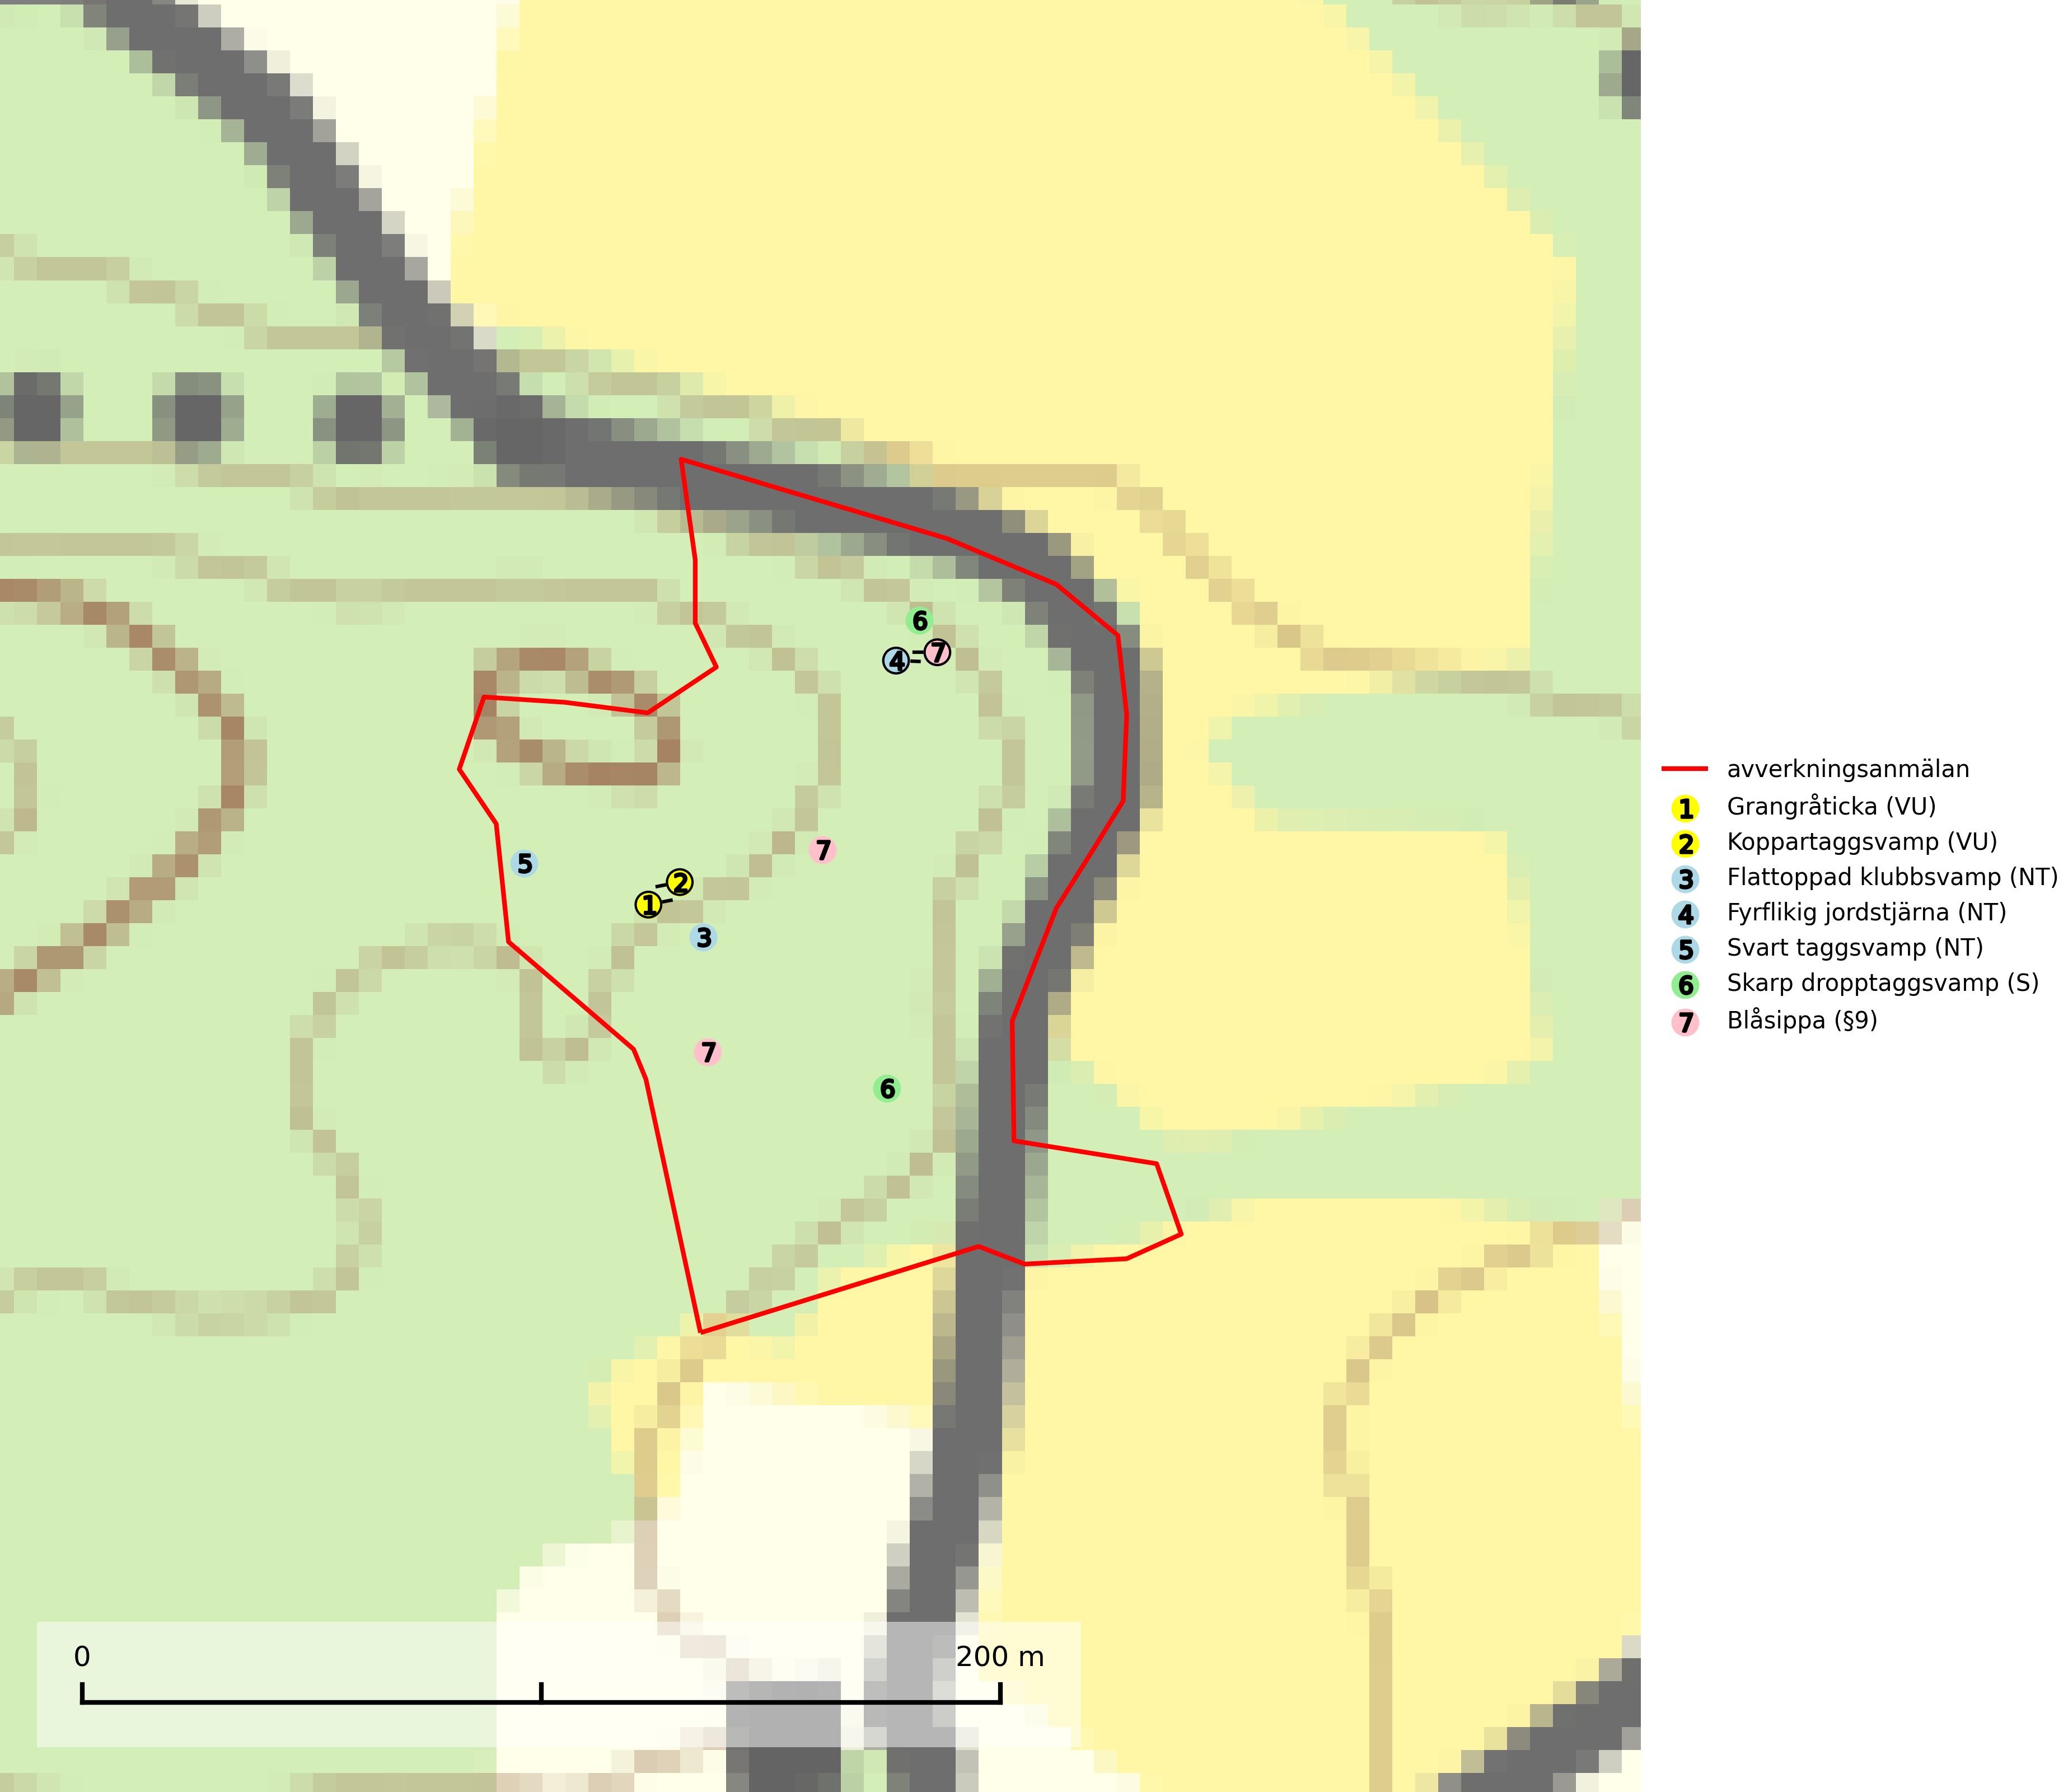 6
7
4
7
5
2
1
3
7
6
avverkningsanmälan
1 Grangråticka (VU)
2 Koppartaggsvamp (VU)
3 Flattoppad klubbsvamp (NT)
4 Fyrflikig jordstjärna (NT)
5 Svart taggsvamp (NT)
6 Skarp dropptaggsvamp (S)
7 Blåsippa (§9)
0 200 m